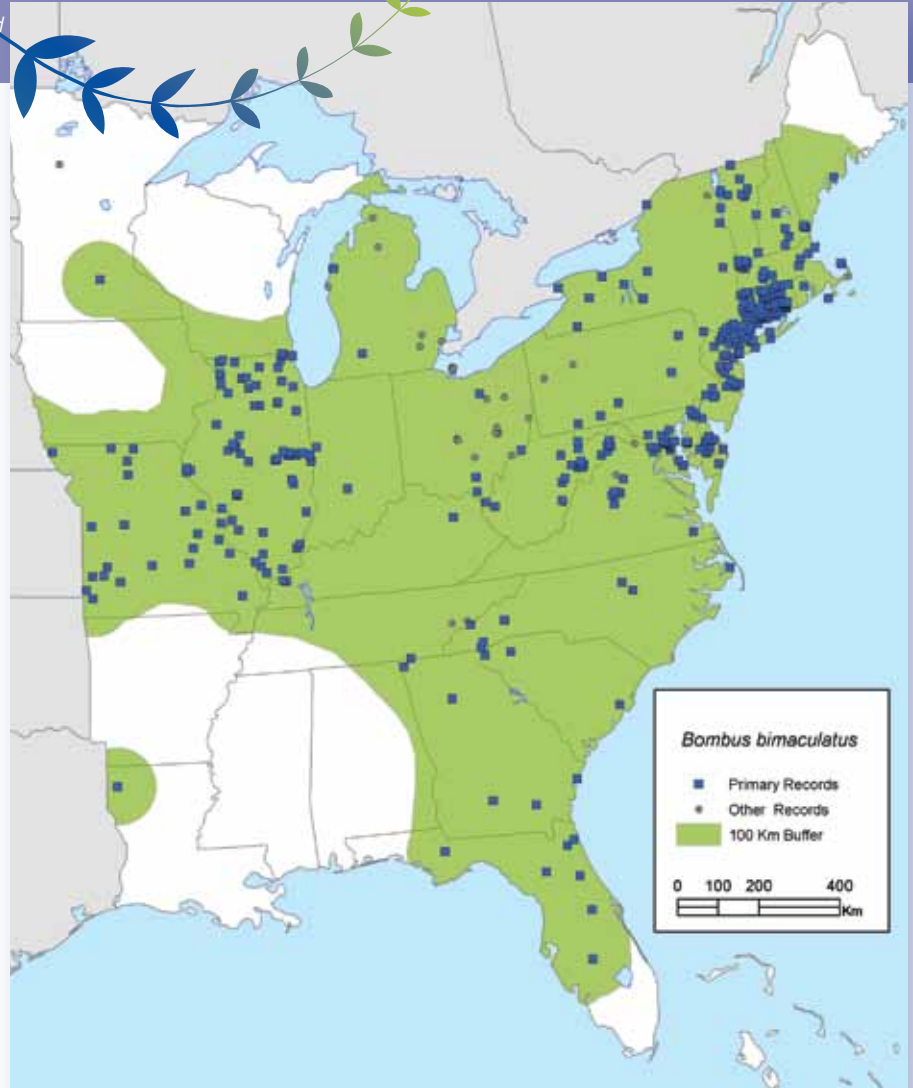 Bombus bimaculatus
Primary Records
Other Records
100 Km Buffer
0 100 200 400
Km